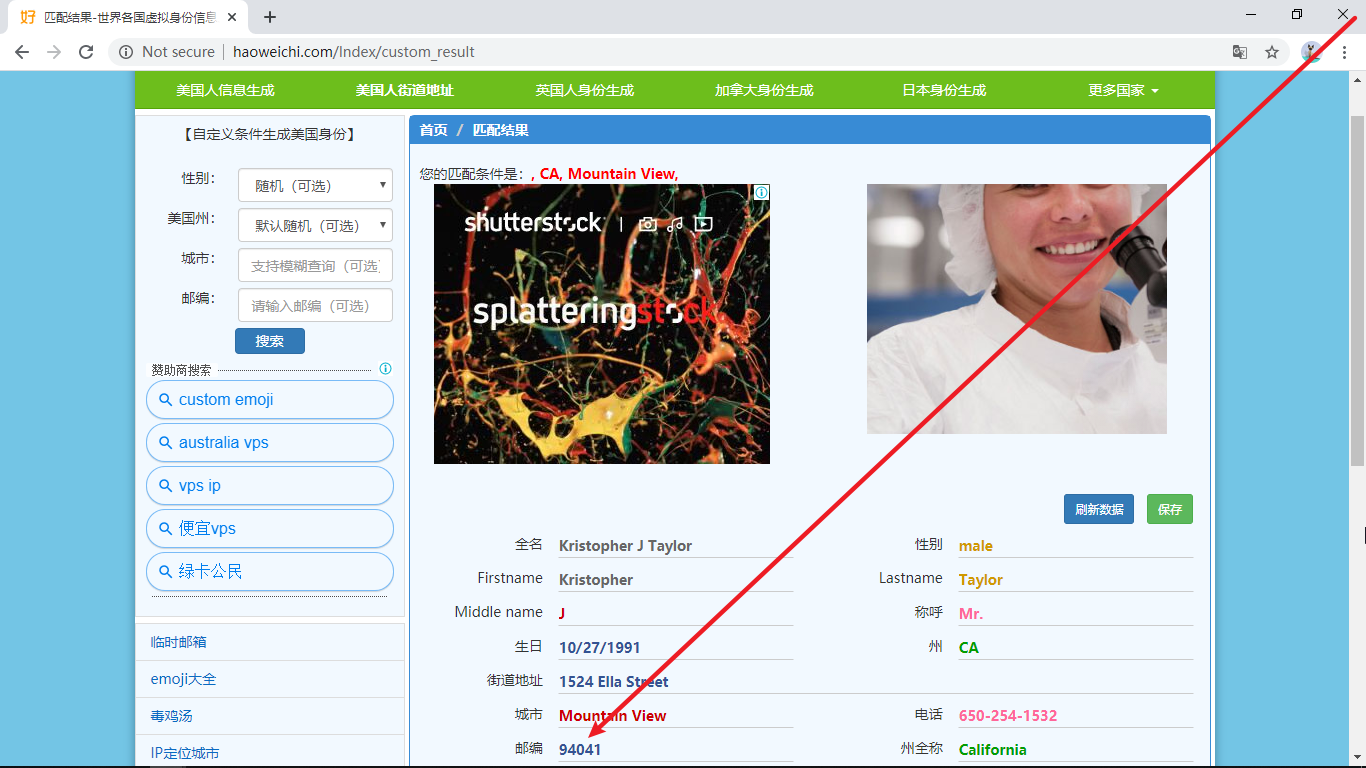 匹配结果-世界各国虚拟身份信息
Not secure
haoweichi.com/Index/custom_result
美国人信息生成
美国人街道地址
英国人身份生成
加拿大身份生成
日本身份生成
更多国家
【自定义条件生成美国身份】
性别：
随机（可选）
美国州：
默认随机（可选）
城市：
支持模糊查询（可选）
邮编：
请输入邮编（可选）
搜索
赞助商搜索
custom emoji
australia vps
vps ip
便宜vps
绿卡公民
临时邮箱
emoji大全
毒鸡汤
IP定位城市
首页 / 匹配结果
您的匹配条件是：, CA, Mountain View,
shutterstock
splatteringstock
刷新数据
保存
全名 Kristopher J Taylor
性别 male
Firstname Kristopher
Lastname Taylor
Middle name J
称呼 Mr.
生日 10/27/1991
州 CA
街道地址 1524 Ella Street
城市 Mountain View
电话 650-254-1532
邮编 94041
州全称 California